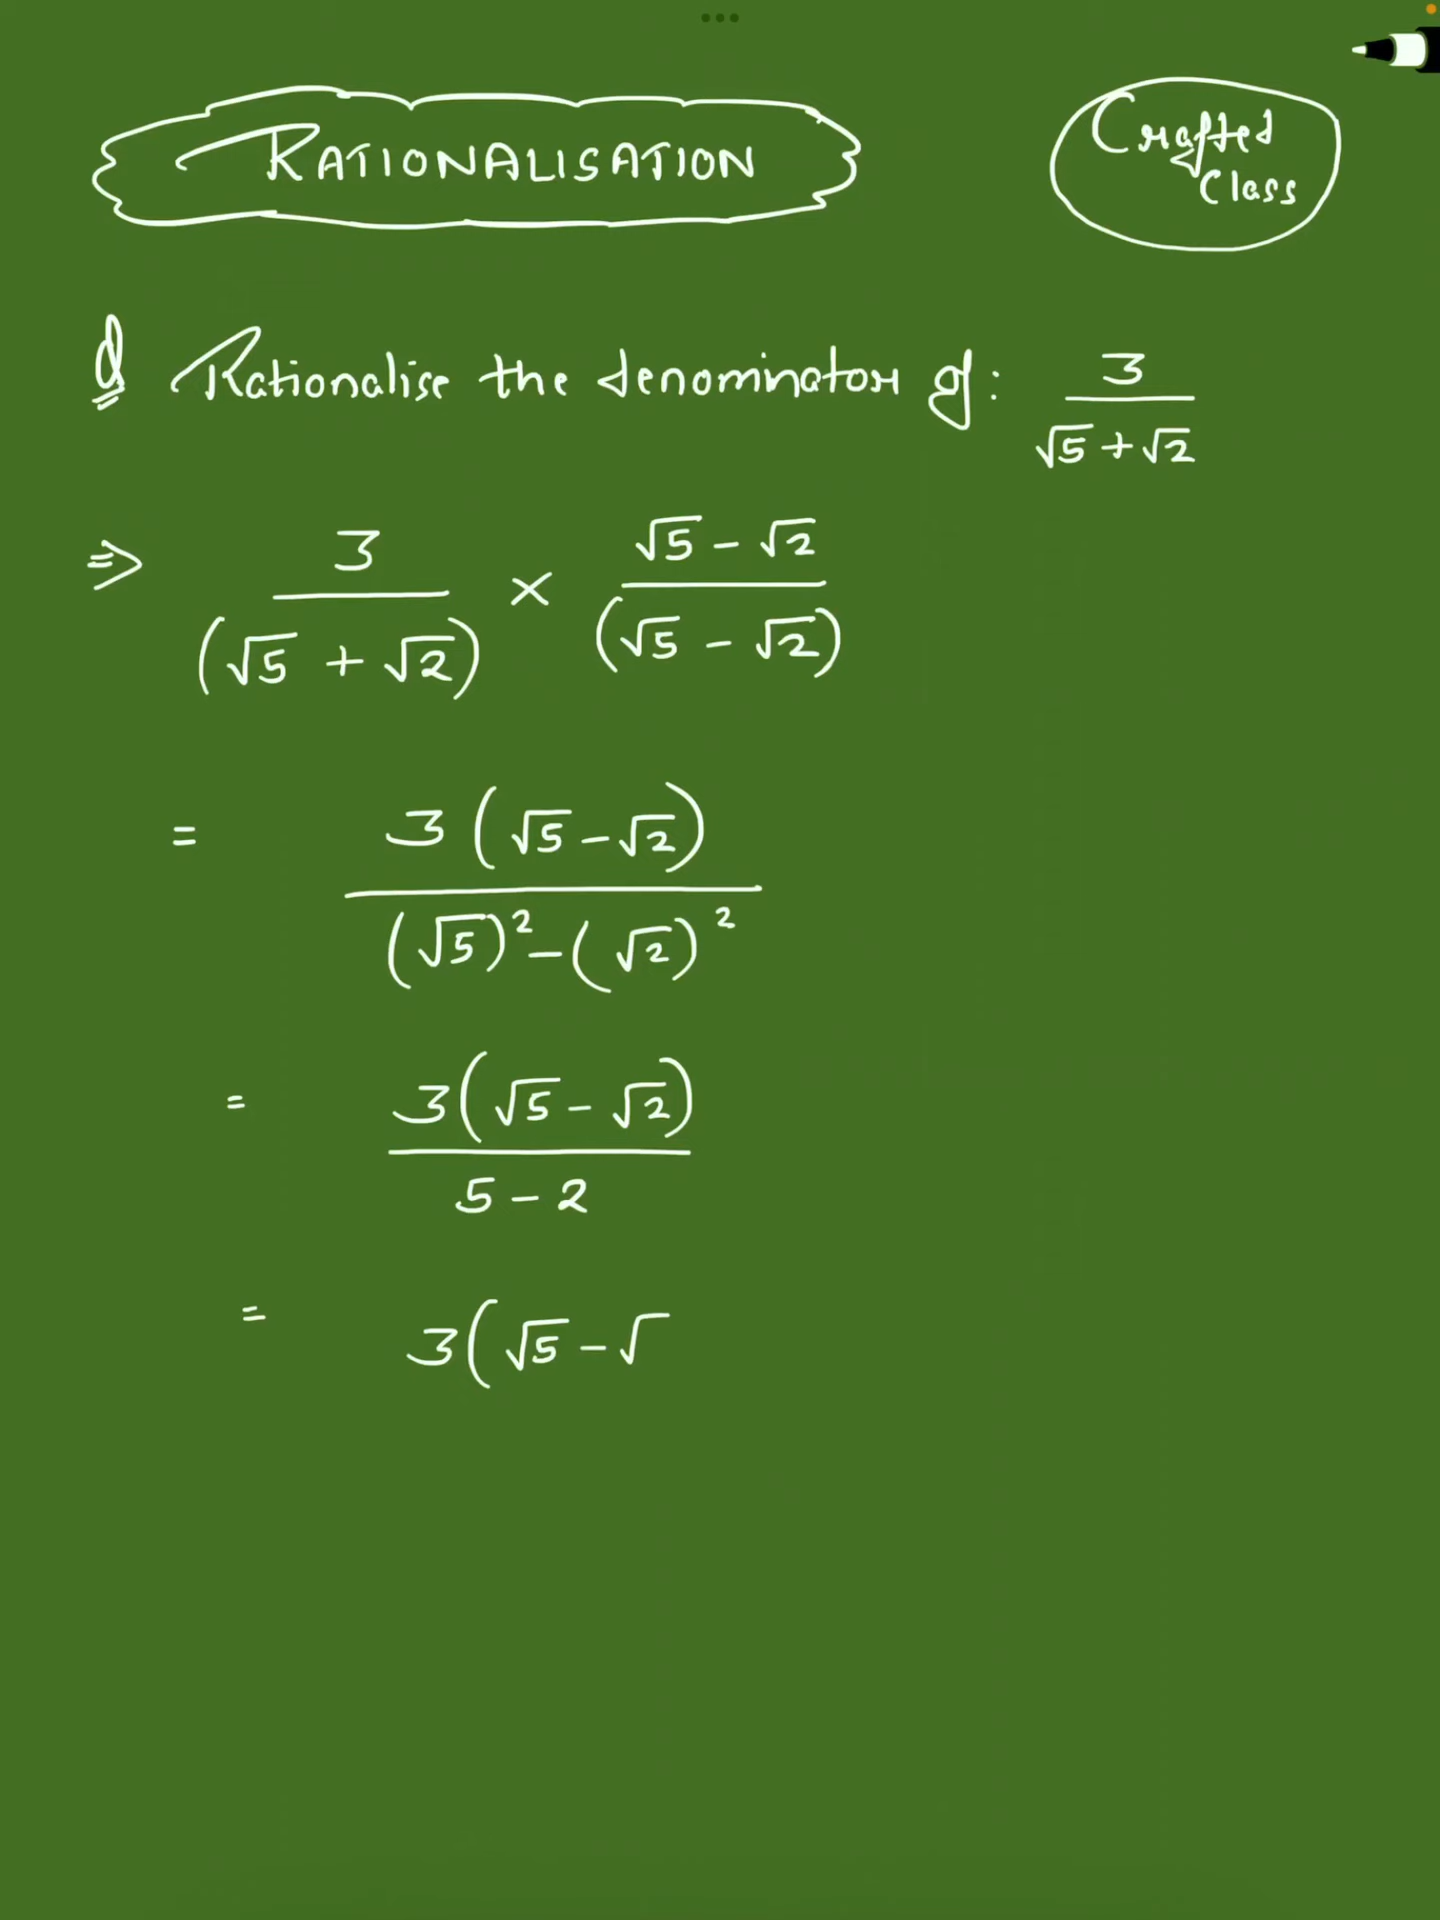 RATIONALISATION
Crafted
Class
Q Rationalise the denominator of: 3/(√5+√2)
⇒ 3/(√5 + √2) × (√5 - √2)/(√5 - √2)
= 3(√5-√2)/((√5)²-(√2)²)
= 3(√5-√2)/(5-2)
= 3(√5-√